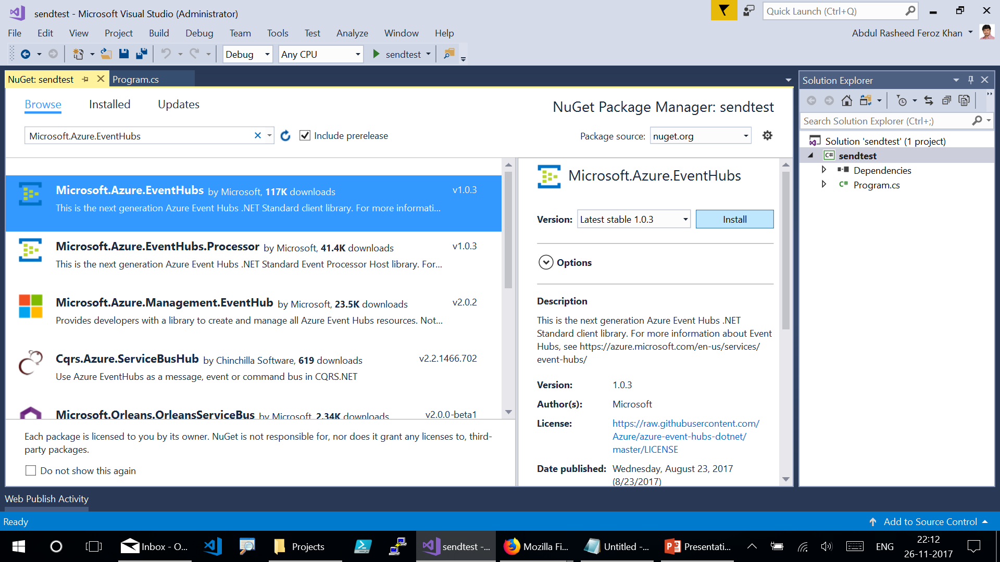 sendtest - Microsoft Visual Studio (Administrator)
Quick Launch (Ctrl+Q)
File Edit View Project Build Debug Team Tools Test Analyze Window Help
Abdul Rasheed Feroz Khan
Debug Any CPU sendtest
NuGet: sendtest Program.cs
Browse Installed Updates
NuGet Package Manager: sendtest
Microsoft.Azure.EventHubs
Include prerelease
Package source: nuget.org
Microsoft.Azure.EventHubs by Microsoft, 117K downloads v1.0.3
This is the next generation Azure Event Hubs .NET Standard client library. For more informati...
Microsoft.Azure.EventHubs.Processor by Microsoft, 41.4K downloads v1.0.3
This is the next generation Azure Event Hubs .NET Standard Event Processor Host library. For...
Microsoft.Azure.Management.EventHub by Microsoft, 23.5K downloads v2.0.2
Provides developers with a library to create and manage all Azure Event Hubs resources. Not...
Cqrs.Azure.ServiceBusHub by Chinchilla Software, 619 downloads v2.2.1466.702
Use Azure EventHubs as a message, event or command bus in CQRS.NET
Microsoft.Orleans.OrleansServiceBus by Microsoft, 2.34K downloads v2.0.0-beta1
Each package is licensed to you by its owner. NuGet is not responsible for, nor does it grant any licenses to, third-
party packages.
Do not show this again
Microsoft.Azure.EventHubs
Version: Latest stable 1.0.3 Install
Options
Description
This is the next generation Azure Event Hubs .NET
Standard client library. For more information about Event
Hubs, see https://azure.microsoft.com/en-us/services/
event-hubs/
Version: 1.0.3
Author(s): Microsoft
License: https://raw.githubusercontent.com/
Azure/azure-event-hubs-dotnet/
master/LICENSE
Date published: Wednesday, August 23, 2017
(8/23/2017)
Solution Explorer
Search Solution Explorer (Ctrl+;)
Solution 'sendtest' (1 project)
C# sendtest
Dependencies
C# Program.cs
Web Publish Activity
Ready
Add to Source Control
Inbox - O...
Projects
sendtest -...
Mozilla Fi...
Untitled -...
Presentati...
ENG
22:12
26-11-2017